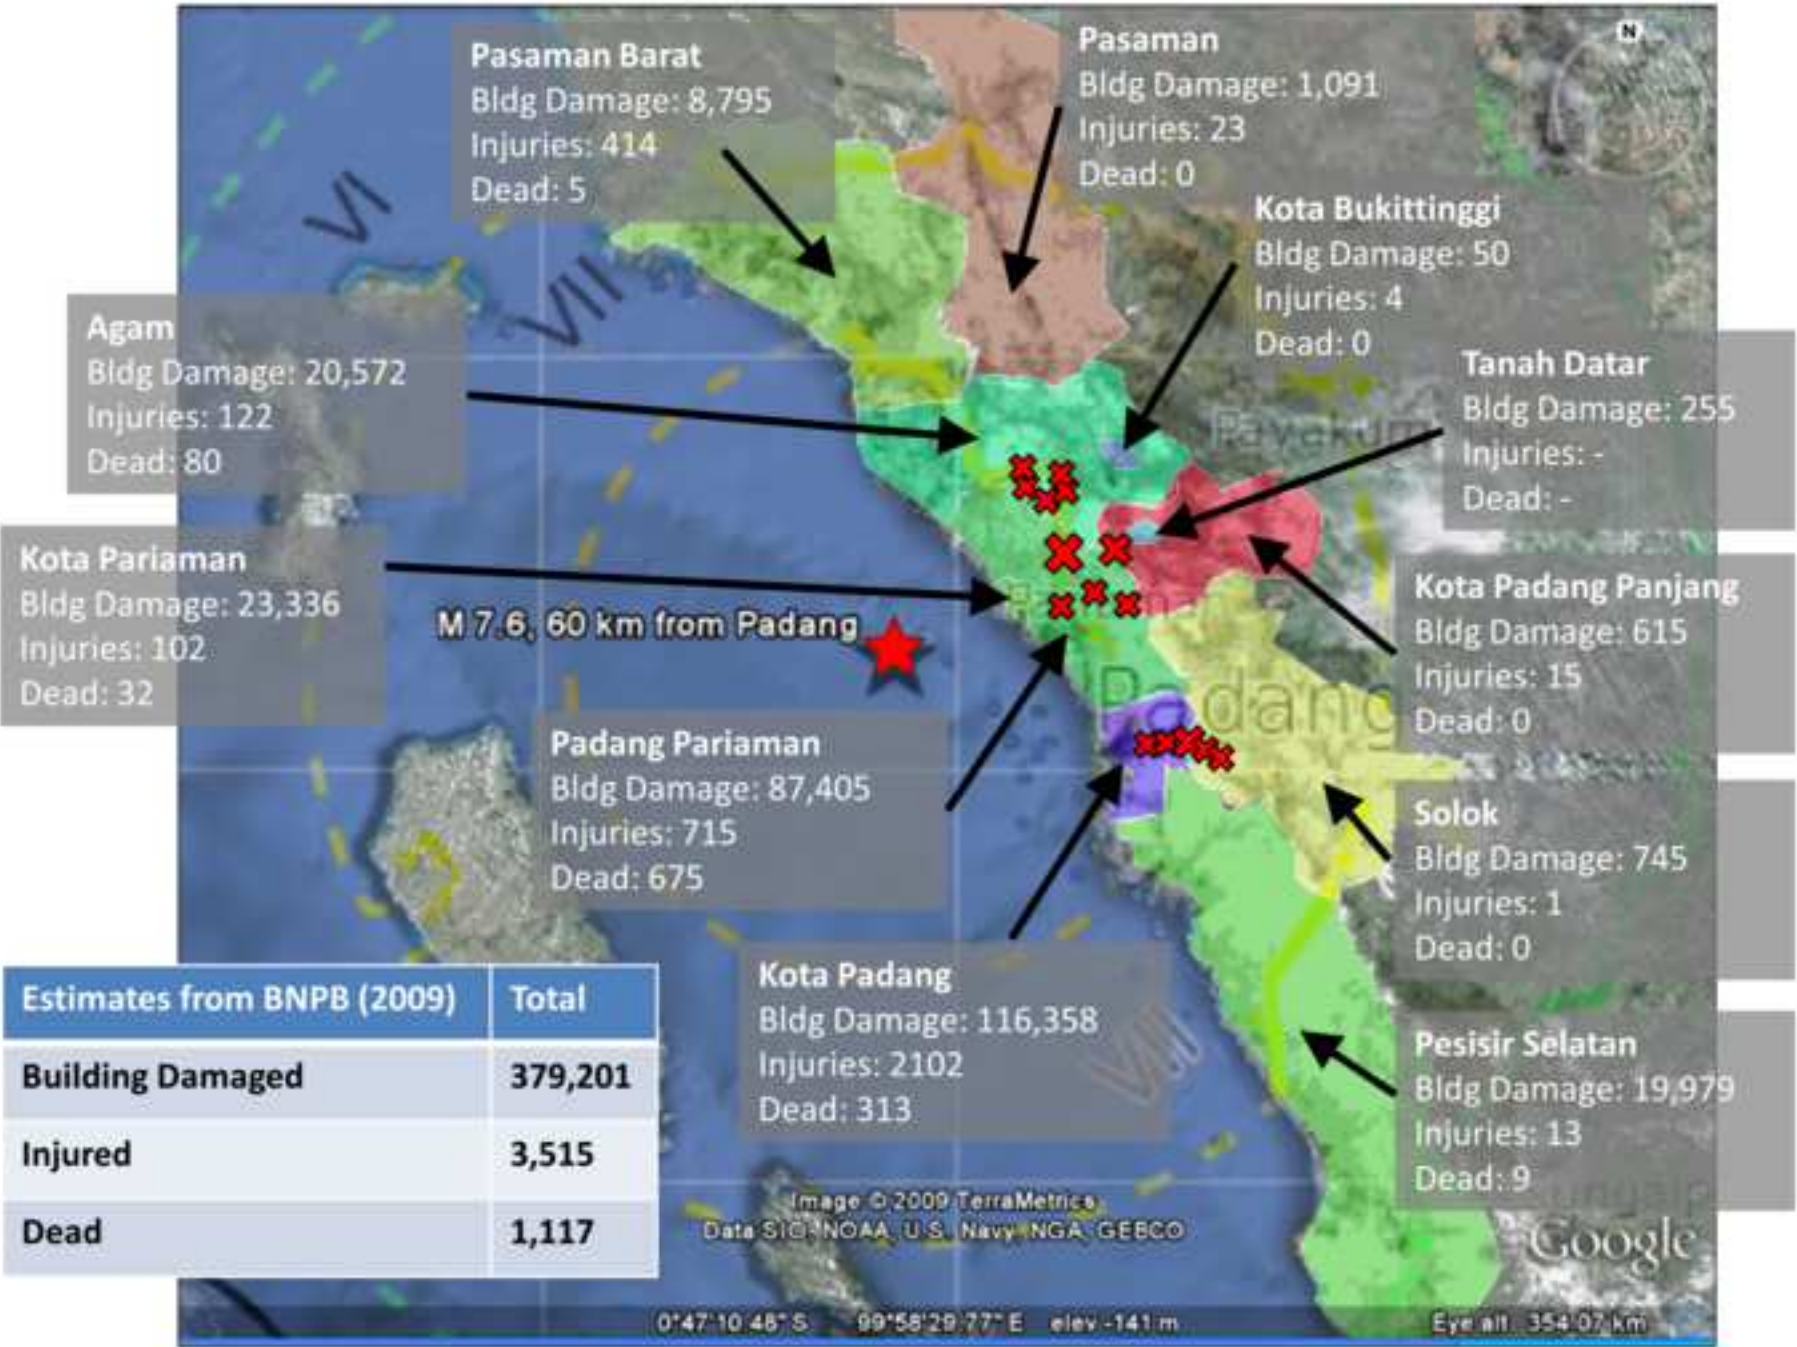 Pasaman Barat
Bldg Damage: 8,795
Injuries: 414
Dead: 5
Pasaman
Bldg Damage: 1,091
Injuries: 23
Dead: 0
N
Kota Bukittinggi
Bldg Damage: 50
Injuries: 4
Dead: 0
VI
VII
Agam
Bldg Damage: 20,572
Injuries: 122
Dead: 80
Tanah Datar
Bldg Damage: 255
Injuries: -
Dead: -
Kota Pariaman
Bldg Damage: 23,336
Injuries: 102
Dead: 32
M 7.6, 60 km from Padang
Kota Padang Panjang
Bldg Damage: 615
Injuries: 15
Dead: 0
Padang
Padang Pariaman
Bldg Damage: 87,405
Injuries: 715
Dead: 675
Solok
Bldg Damage: 745
Injuries: 1
Dead: 0
Kota Padang
Bldg Damage: 116,358
Injuries: 2102
Dead: 313
VIII
Pesisir Selatan
Bldg Damage: 19,979
Injuries: 13
Dead: 9
Estimates from BNPB (2009) Total
Building Damaged 379,201
Injured 3,515
Dead 1,117
Image © 2009 TerraMetrics
Data SIO, NOAA, U.S. Navy, NGA, GEBCO
Google
0°47'10.48" S 99°58'29.77" E elev -141 m
Eye alt 354.07 km